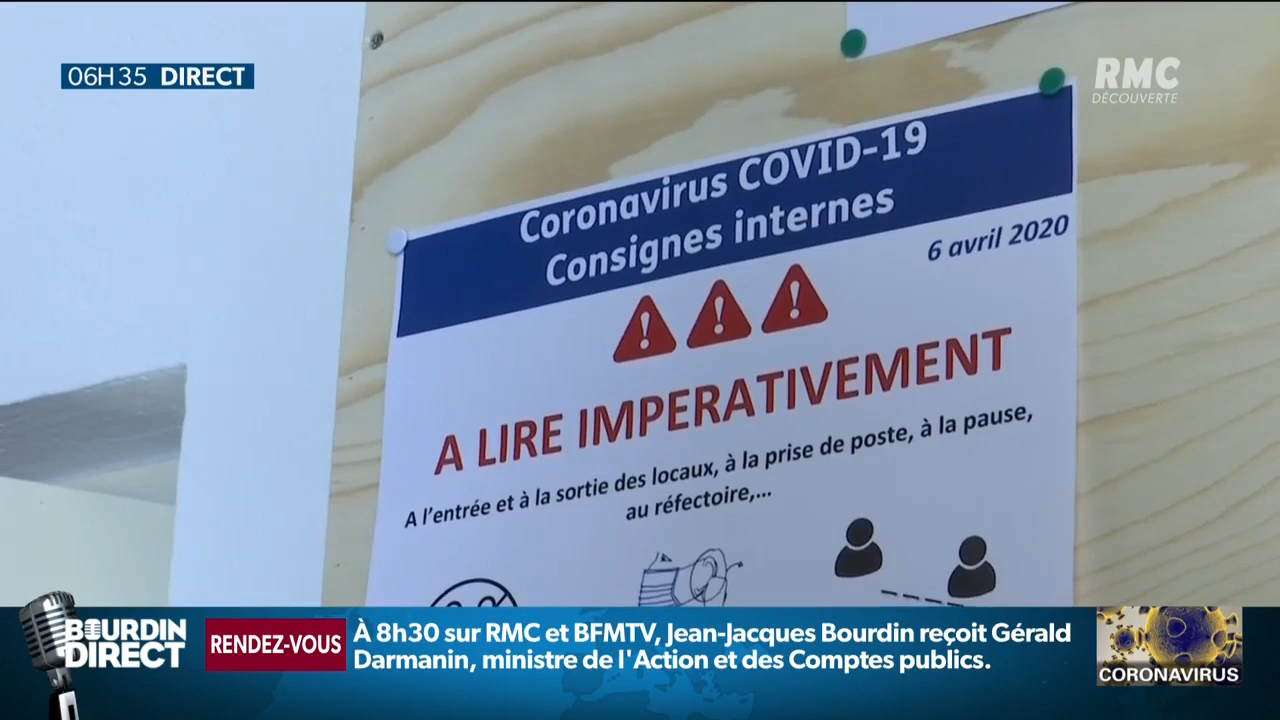 06H35 DIRECT
RMC
DÉCOUVERTE
Coronavirus COVID-19
Consignes internes
6 avril 2020
A LIRE IMPERATIVEMENT
A l'entrée et à la sortie des locaux, à la prise de poste, à la pause,
au réfectoire,...
BOURDIN
DIRECT
RENDEZ-VOUS
À 8h30 sur RMC et BFMTV, Jean-Jacques Bourdin reçoit Gérald
Darmanin, ministre de l'Action et des Comptes publics.
CORONAVIRUS